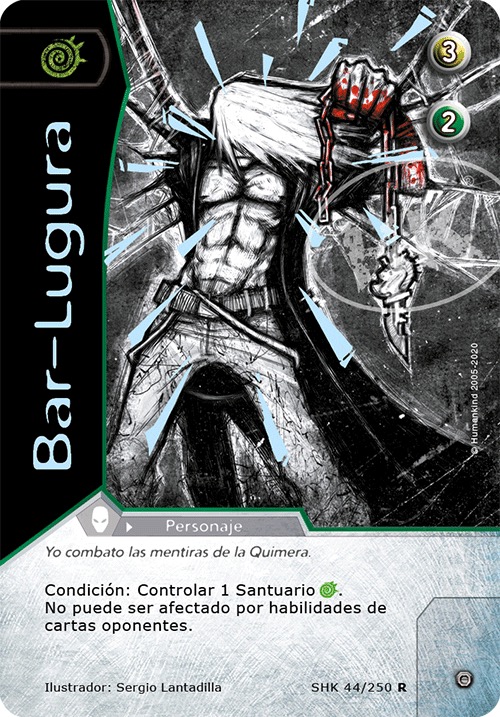 3
2
Bar-Lugura
© Humankind 2005-2020
Personaje
Yo combato las mentiras de la Quimera.
Condición: Controlar 1 Santuario.
No puede ser afectado por habilidades de
cartas oponentes.
Ilustrador: Sergio Lantadilla
SHK 44/250 R